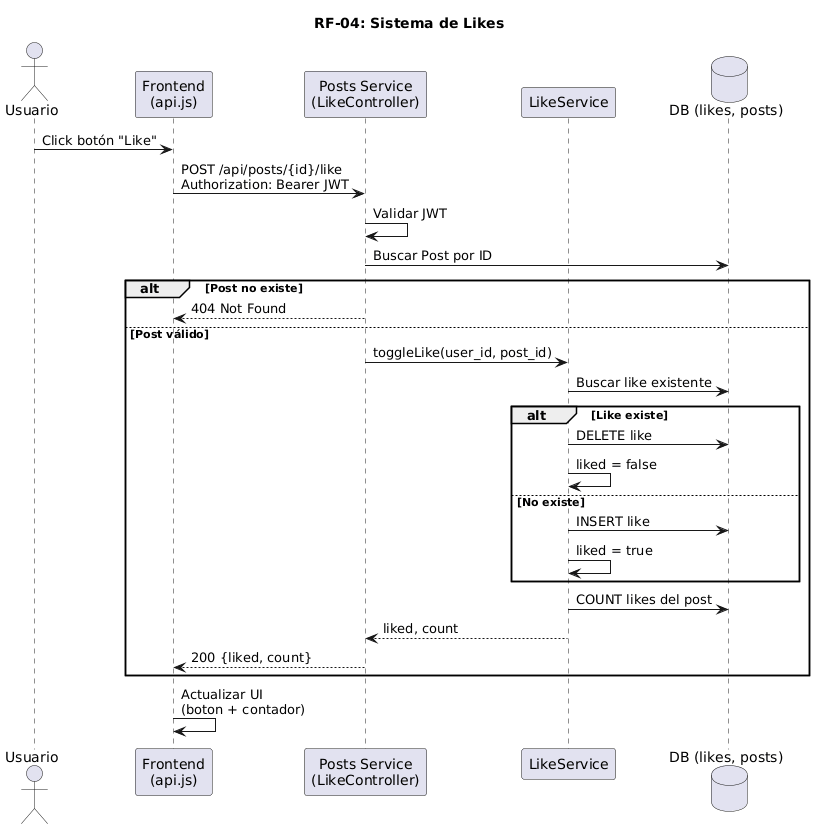 RF-04: Sistema de Likes
Usuario
Frontend
(api.js)
Posts Service
(LikeController)
LikeService
DB (likes, posts)
Click botón "Like"
POST /api/posts/{id}/like
Authorization: Bearer JWT
Validar JWT
Buscar Post por ID
alt
[Post no existe]
404 Not Found
[Post válido]
toggleLike(user_id, post_id)
Buscar like existente
alt
[Like existe]
DELETE like
liked = false
[No existe]
INSERT like
liked = true
COUNT likes del post
liked, count
200 {liked, count}
Actualizar UI
(boton + contador)
Usuario
Frontend
(api.js)
Posts Service
(LikeController)
LikeService
DB (likes, posts)